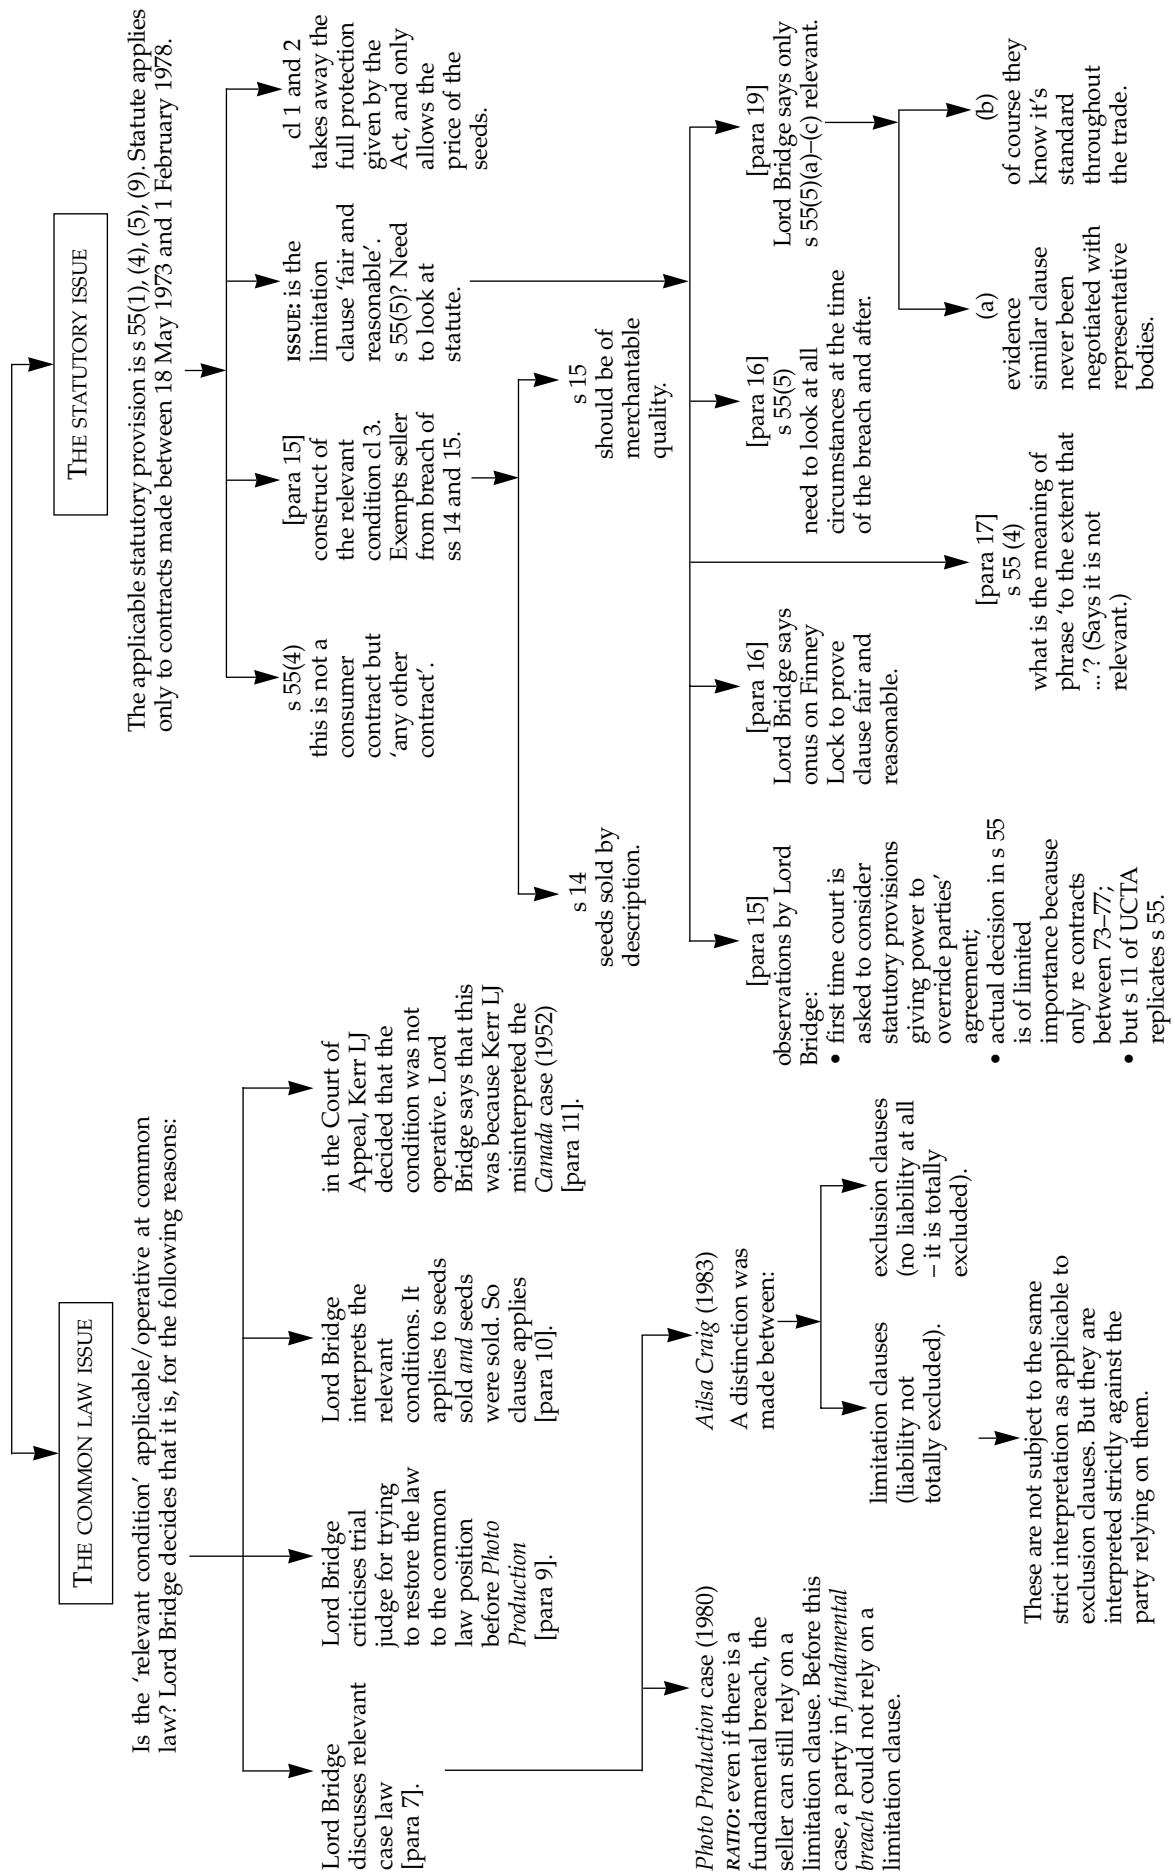 THE COMMON LAW ISSUE
Is the ‘relevant condition’ applicable/operative at common
law? Lord Bridge decides that it is, for the following reasons:
Lord Bridge
discusses relevant
case law
[para 7].
Lord Bridge
criticises trial
judge for trying
to restore the law
to the common
law position
before Photo
Production
[para 9].
Lord Bridge
interprets the
relevant
conditions. It
applies to seeds
sold and seeds
were sold. So
clause applies
[para 10].
in the Court of
Appeal, Kerr LJ
decided that the
condition was not
operative. Lord
Bridge says that this
was because Kerr LJ
misinterpreted the
Canada case (1952)
[para 11].
Photo Production case (1980)
RATIO: even if there is a
fundamental breach, the
seller can still rely on a
limitation clause. Before this
case, a party in fundamental
breach could not rely on a
limitation clause.
Ailsa Craig (1983)
A distinction was
made between:
limitation clauses
(liability not
totally excluded).
exclusion clauses
(no liability at all
– it is totally
excluded).
These are not subject to the same
strict interpretation as applicable to
exclusion clauses. But they are
interpreted strictly against the
party relying on them.
THE STATUTORY ISSUE
The applicable statutory provision is s 55(1), (4), (5), (9). Statute applies
only to contracts made between 18 May 1973 and 1 February 1978.
s 55(4)
this is not a
consumer
contract but
‘any other
contract’.
[para 15]
construct of
the relevant
condition cl 3.
Exempts seller
from breach of
ss 14 and 15.
ISSUE: is the
limitation
clause ‘fair and
reasonable’.
s 55(5)? Need
to look at
statute.
cl 1 and 2
takes away the
full protection
given by the
Act, and only
allows the
price of the
seeds.
s 14
seeds sold by
description.
s 15
should be of
merchantable
quality.
[para 15]
observations by Lord
Bridge:
• first time court is
asked to consider
statutory provisions
giving power to
override parties’
agreement;
• actual decision in s 55
is of limited
importance because
only re contracts
between 73–77;
• but s 11 of UCTA
replicates s 55.
[para 16]
Lord Bridge says
onus on Finney
Lock to prove
clause fair and
reasonable.
[para 17]
s 55 (4)
what is the meaning of
phrase ‘to the extent that
...’? (Says it is not
relevant.)
[para 16]
s 55(5)
need to look at all
circumstances at the time
of the breach and after.
[para 19]
Lord Bridge says only
s 55(5)(a)–(c) relevant.
(a)
evidence
similar clause
never been
negotiated with
representative
bodies.
(b)
of course they
know it’s
standard
throughout
the trade.